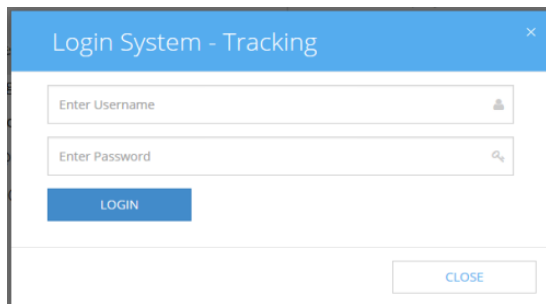 Login System - Tracking
×
Enter Username
Enter Password
LOGIN
CLOSE